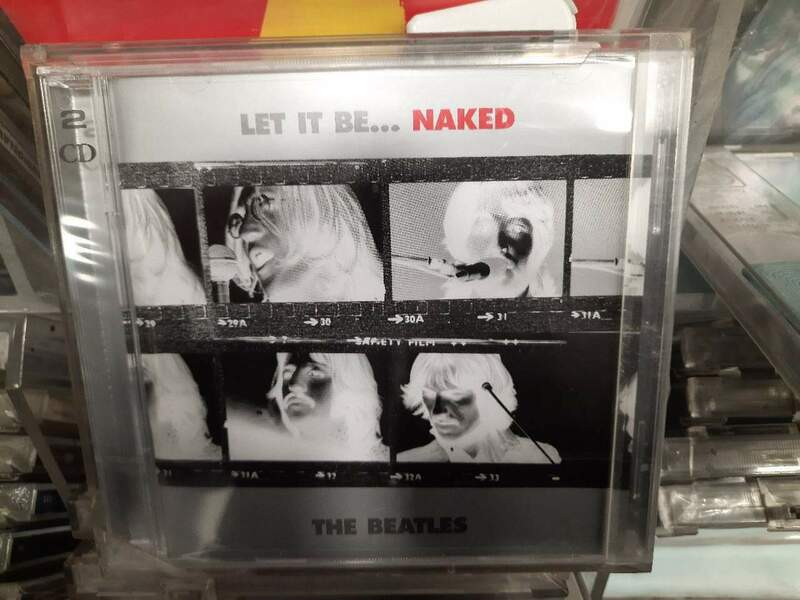 2
CD
LET IT BE... NAKED
29
29A
30
30A
31
31A
SAFETY FILM
31
31A
32
32A
33
THE BEATLES